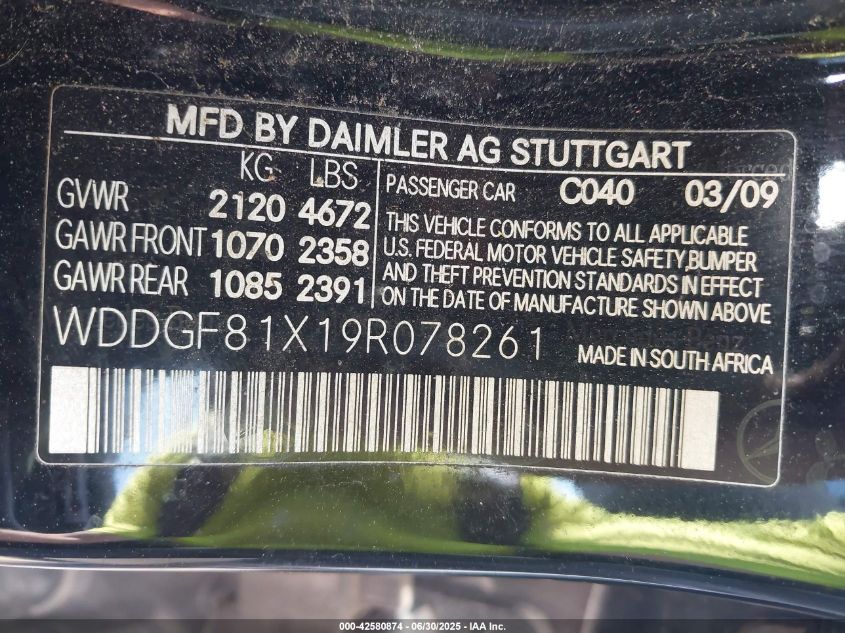 MFD BY DAIMLER AG STUTTGART
KG LBS
GVWR 2120 4672
GAWR FRONT 1070 2358
GAWR REAR 1085 2391
PASSENGER CAR C040 03/09
THIS VEHICLE CONFORMS TO ALL APPLICABLE
U.S. FEDERAL MOTOR VEHICLE SAFETY,BUMPER
AND THEFT PREVENTION STANDARDS IN EFFECT
ON THE DATE OF MANUFACTURE SHOWN ABOVE
WDDGF81X19R078261
MADE IN SOUTH AFRICA
000-42580874 | 06/30/2025 - © IAA, Inc.